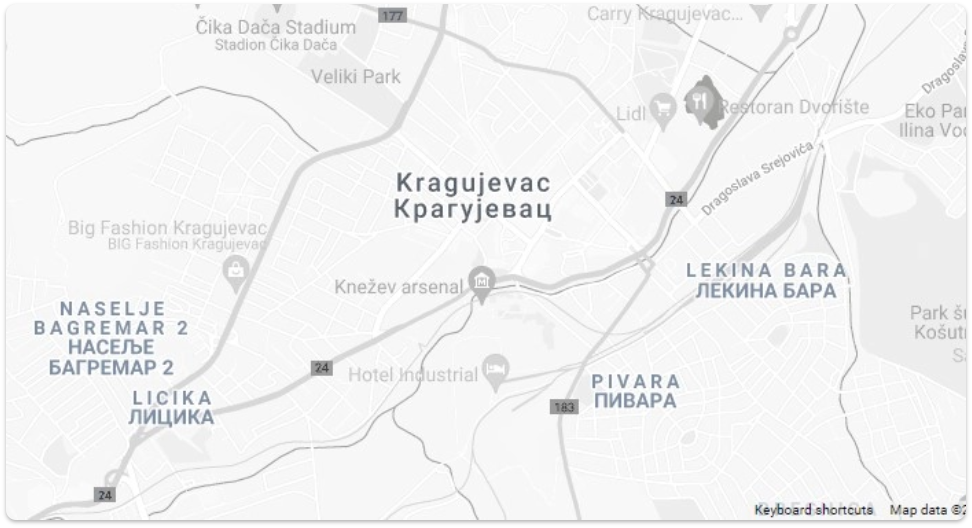 177
Carry Kragujevac...
Čika Dača Stadium
Stadion Čika Dača
Veliki Park
Lidl
Restoran Dvorište
Eko Par
Ilina Vod
Dragoslava
Dragoslava Srejovića
Kragujevac
Крагујевац
24
Big Fashion Kragujevac
BIG Fashion Kragujevac
Knežev arsenal
LEKINA BARA
ЛЕКИНА БАРА
NASELJE
BAGREMAR 2
НАСЕЉЕ
БАГРЕМАР 2
Park š
Košut
24
Hotel Industrial
PIVARA
ПИВАРА
183
LICIKA
ЛИЦИКА
24
Keyboard shortcuts
Map data ©2